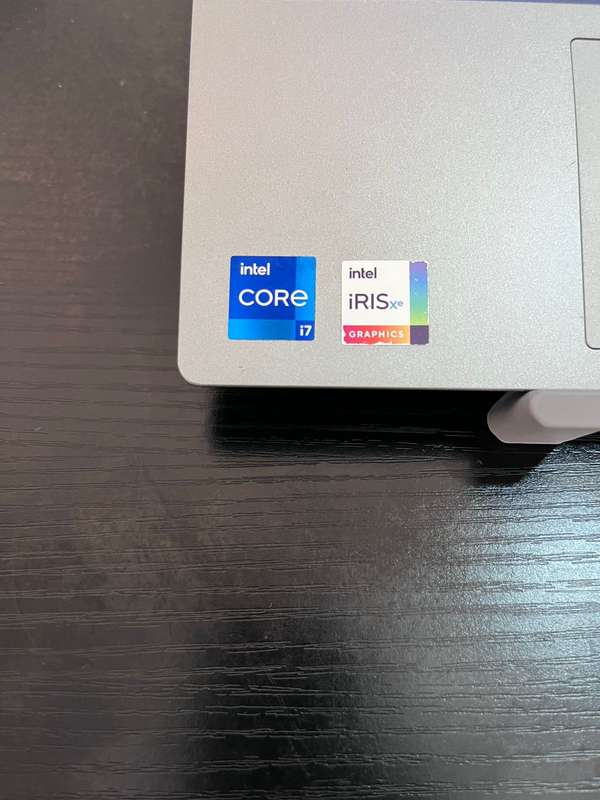 intel
CORE
i7
intel
iRISxe
GRAPHICS